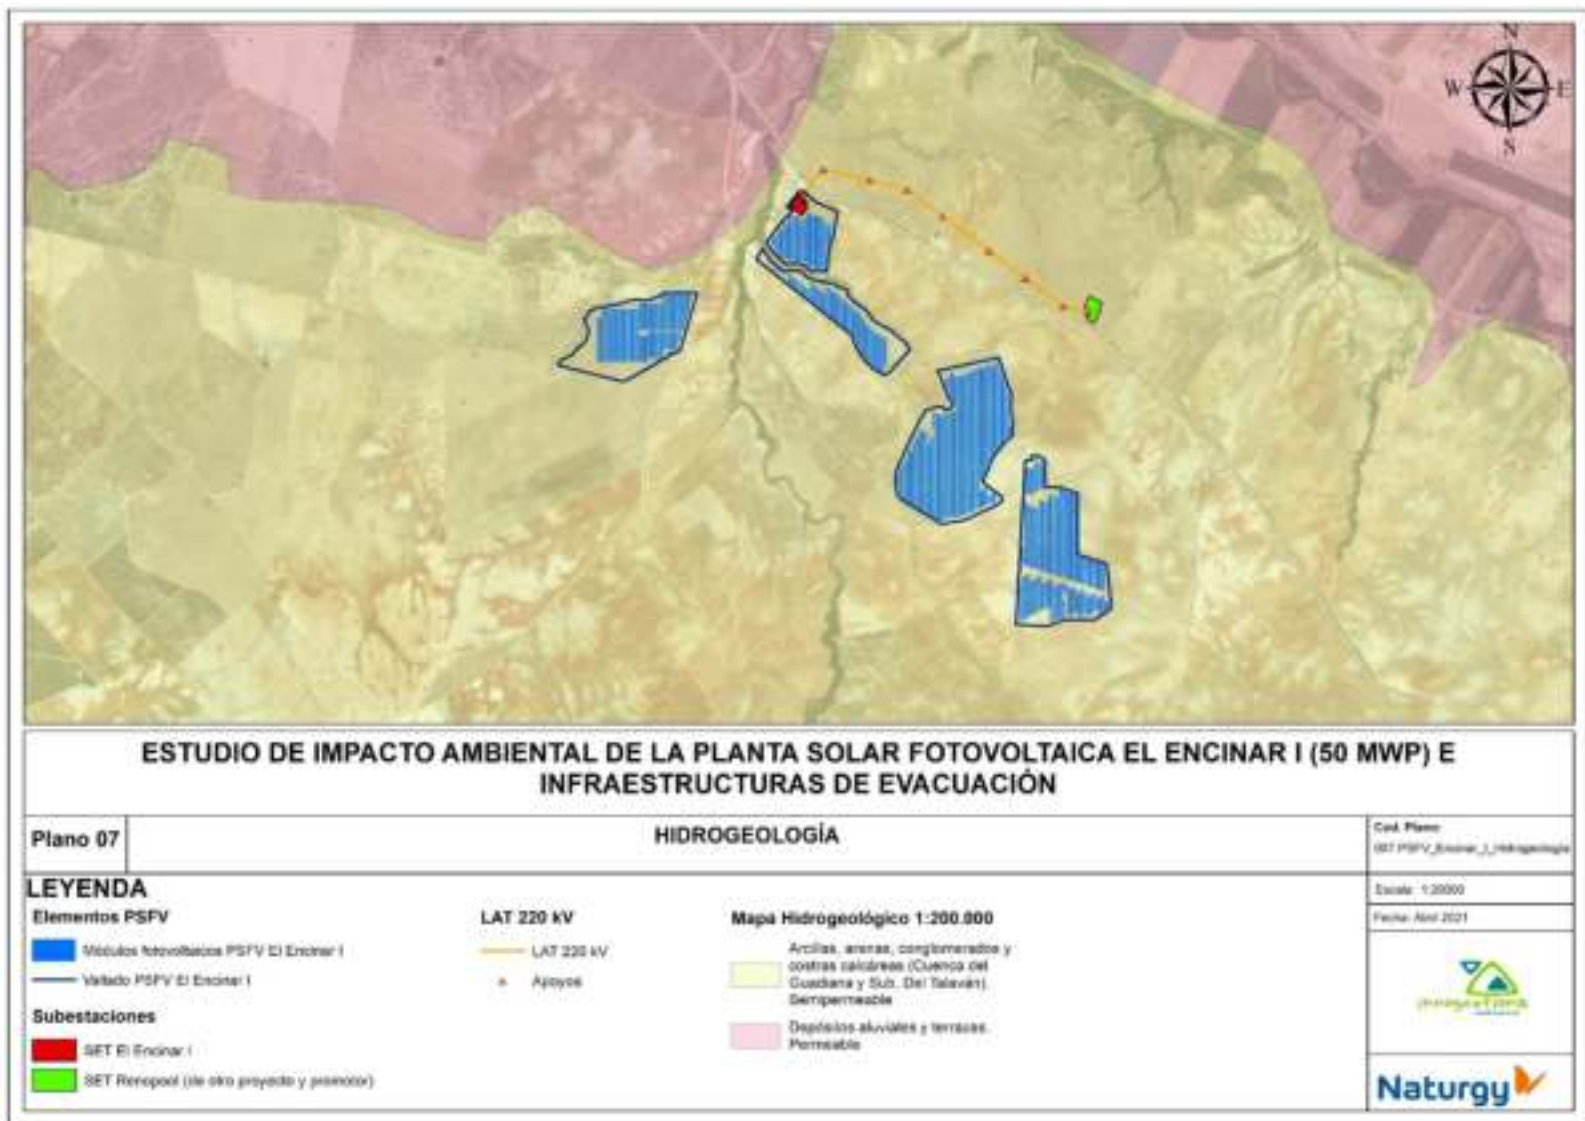 N
W E
S
ESTUDIO DE IMPACTO AMBIENTAL DE LA PLANTA SOLAR FOTOVOLTAICA EL ENCINAR I (50 MWP) E
INFRAESTRUCTURAS DE EVACUACIÓN
Plano 07
HIDROGEOLOGÍA
Cod. Plano:
007 PSFV_Encinar_I_Hidrogeología
Escala: 1:20000
Fecha: Abril 2021
LEYENDA
Elementos PSFV
Módulos fotovoltaicos PSFV El Encinar I
Vallado PSFV El Encinar I
Subestaciones
SET El Encinar I
SET Renopool (de otro proyecto y promotor)
LAT 220 kV
LAT 220 kV
Apoyos
Mapa Hidrogeológico 1:200.000
Arcillas, arenas, conglomerados y
costras calcáreas (Cuenca del
Guadiana y Sub. Del Talaván).
Semipermeable
Depósitos aluviales y terrazas.
Permeable
Naturgy